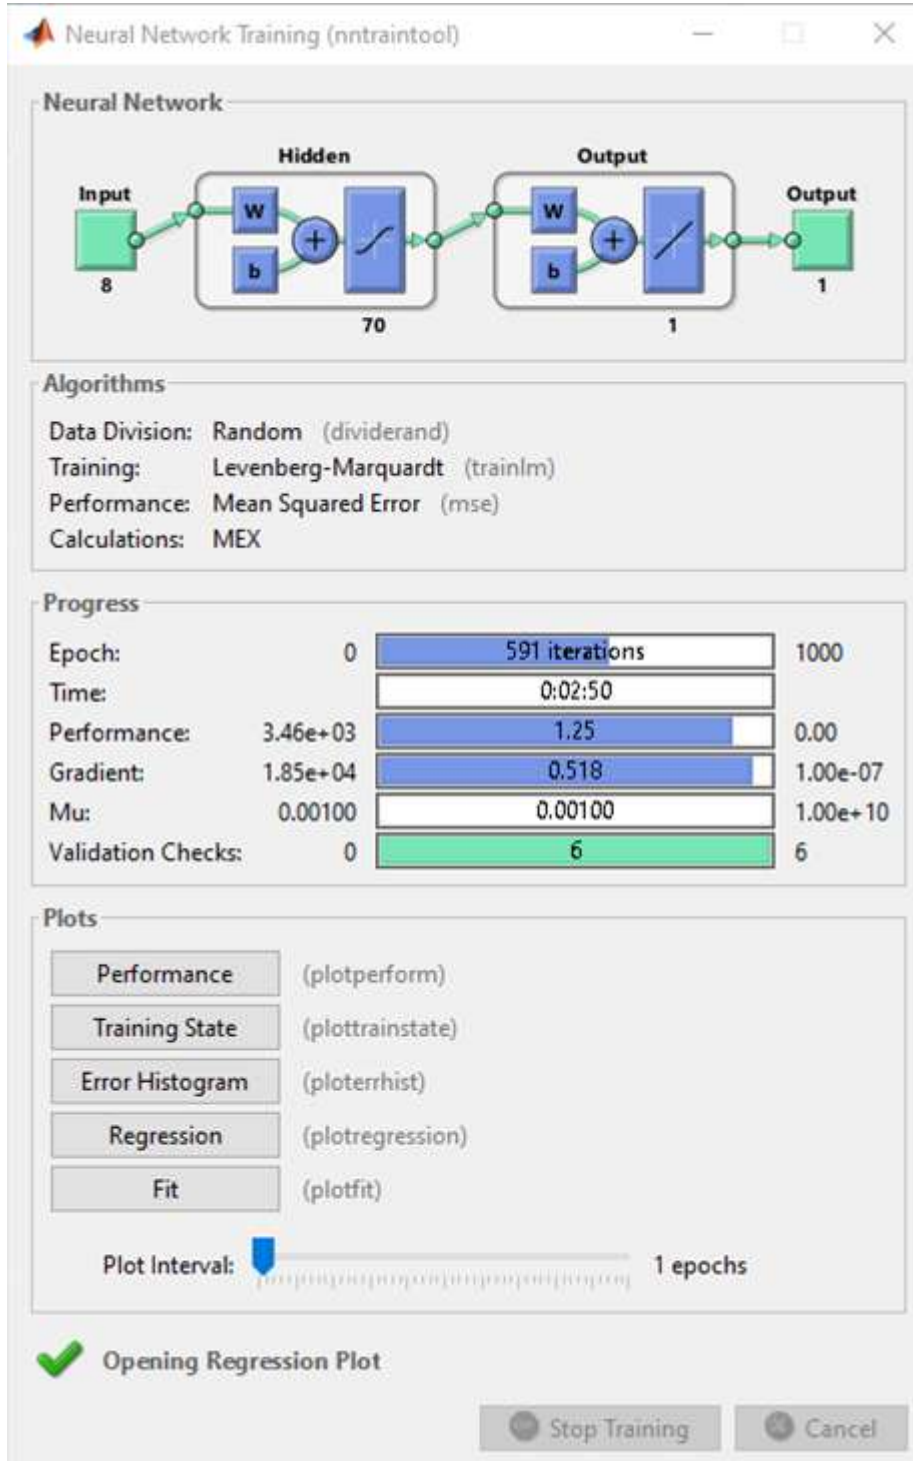 Neural Network Training (nntraintool)
Neural Network
Hidden
Output
Input
W
b
+
W
b
+
Output
8
70
1
1
Algorithms
Data Division: Random (dividerand)
Training: Levenberg-Marquardt (trainlm)
Performance: Mean Squared Error (mse)
Calculations: MEX
Progress
Epoch: 0 591 iterations 1000
Time: 0:02:50
Performance: 3.46e+03 1.25 0.00
Gradient: 1.85e+04 0.518 1.00e-07
Mu: 0.00100 0.00100 1.00e+10
Validation Checks: 0 6 6
Plots
Performance (plotperform)
Training State (plottrainstate)
Error Histogram (ploterrhist)
Regression (plotregression)
Fit (plotfit)
Plot Interval: 1 epochs
Opening Regression Plot
Stop Training Cancel